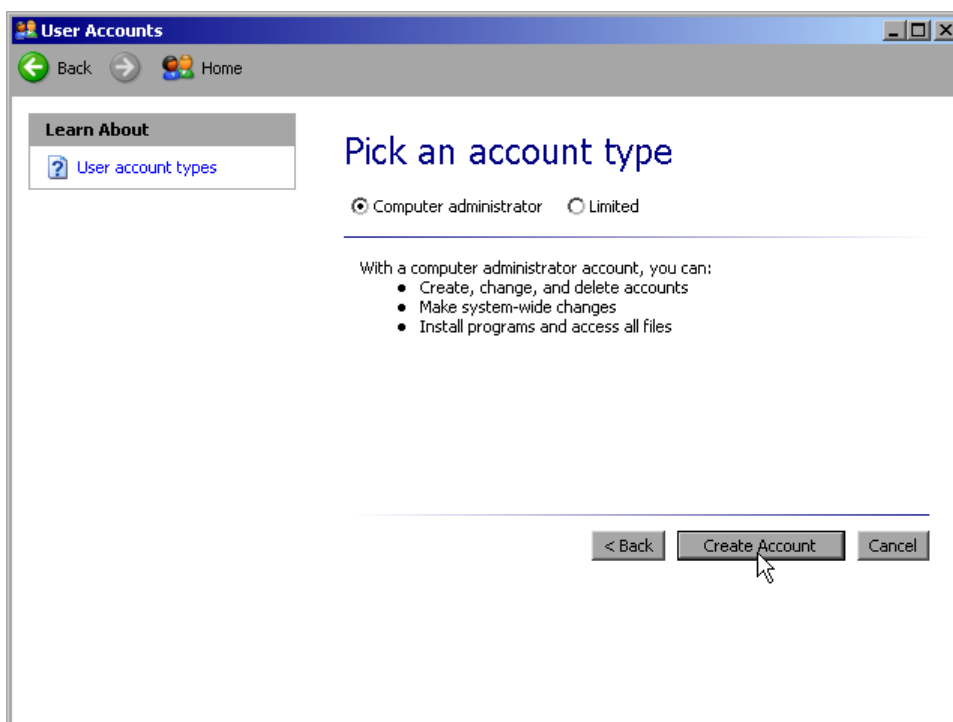 User Accounts
Back Home
Learn About
User account types
Pick an account type
Computer administrator Limited
With a computer administrator account, you can:
● Create, change, and delete accounts
● Make system-wide changes
● Install programs and access all files
< Back Create Account Cancel